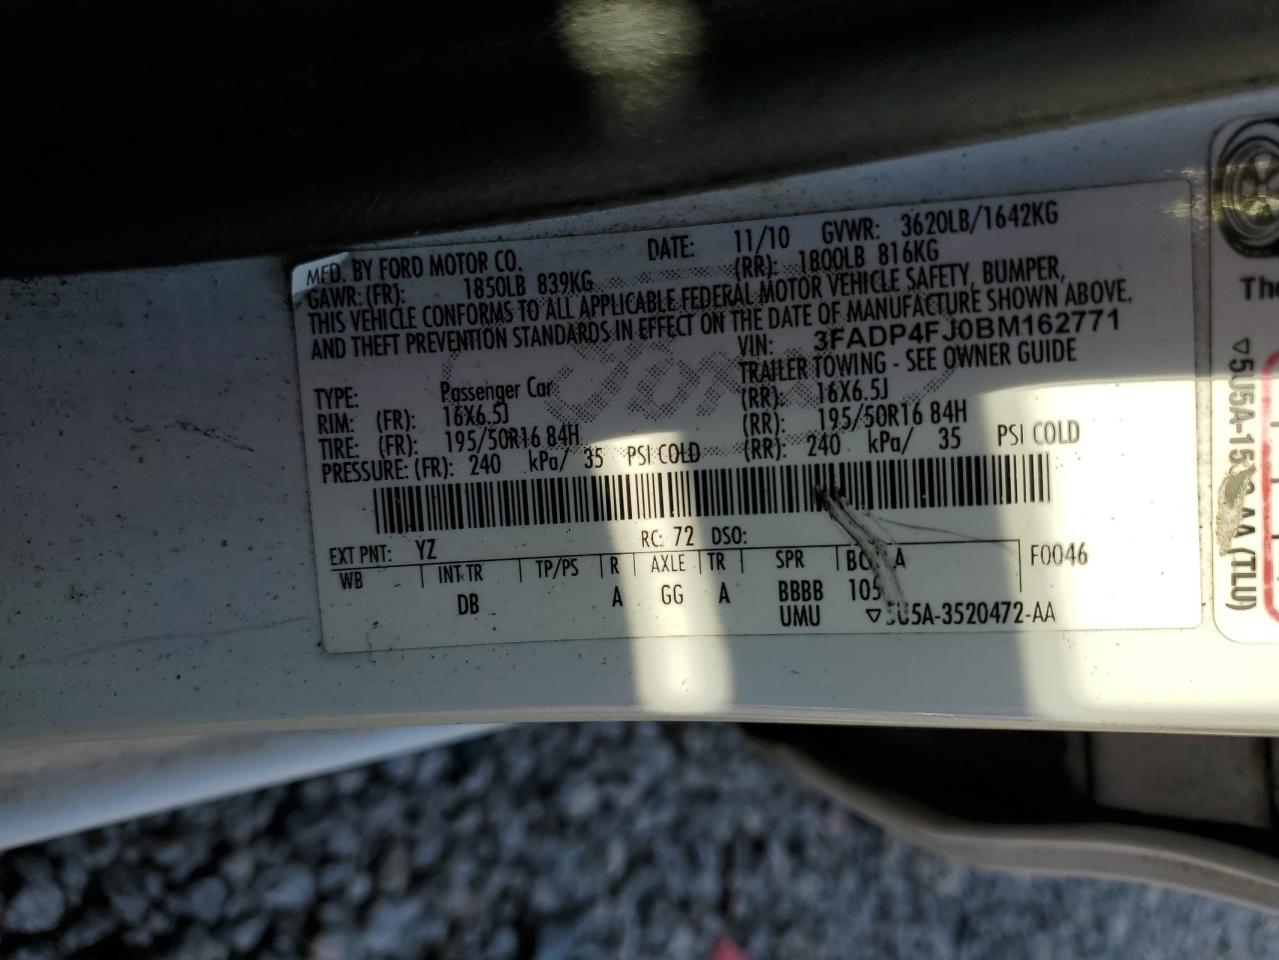 MFD. BY FORD MOTOR CO. DATE: 11/10 GVWR: 3620LB/1642KG
GAWR:(FR): 1850LB 839KG (RR): 1800LB 816KG
THIS VEHICLE CONFORMS TO ALL APPLICABLE FEDERAL MOTOR VEHICLE SAFETY, BUMPER,
AND THEFT PREVENTION STANDARDS IN EFFECT ON THE DATE OF MANUFACTURE SHOWN ABOVE.
VIN: 3FADP4FJ0BM162771
TYPE: Passenger Car TRAILER TOWING - SEE OWNER GUIDE
RIM: (FR): 16X6.5J (RR): 16X6.5J
TIRE: (FR): 195/50R16 84H (RR): 195/50R16 84H
PRESSURE: (FR): 240 kPa/ 35 PSI COLD (RR): 240 kPa/ 35 PSI COLD
Ford
EXT PNT: YZ RC: 72 DSO: F0046
WB INT TR TP/PS R AXLE TR SPR
DB A GG A BBBB 105
UMU ▽5U5A-3520472-AA
The
(TLU)